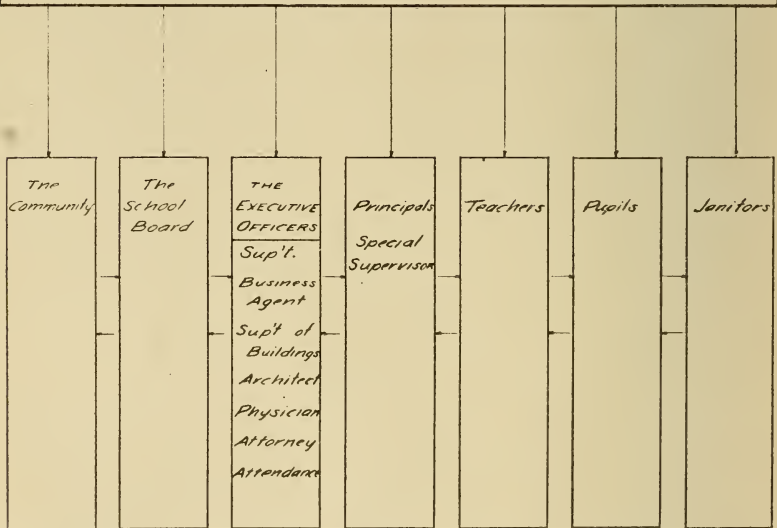 The
Community
The
School
Board
THE
EXECUTIVE
OFFICERS
Sup't.
Business
Agent
Sup't of
Buildings
Architect
Physician
Attorney
Attendance
Principals
Special
Supervisor
Teachers
Pupils
Janitors